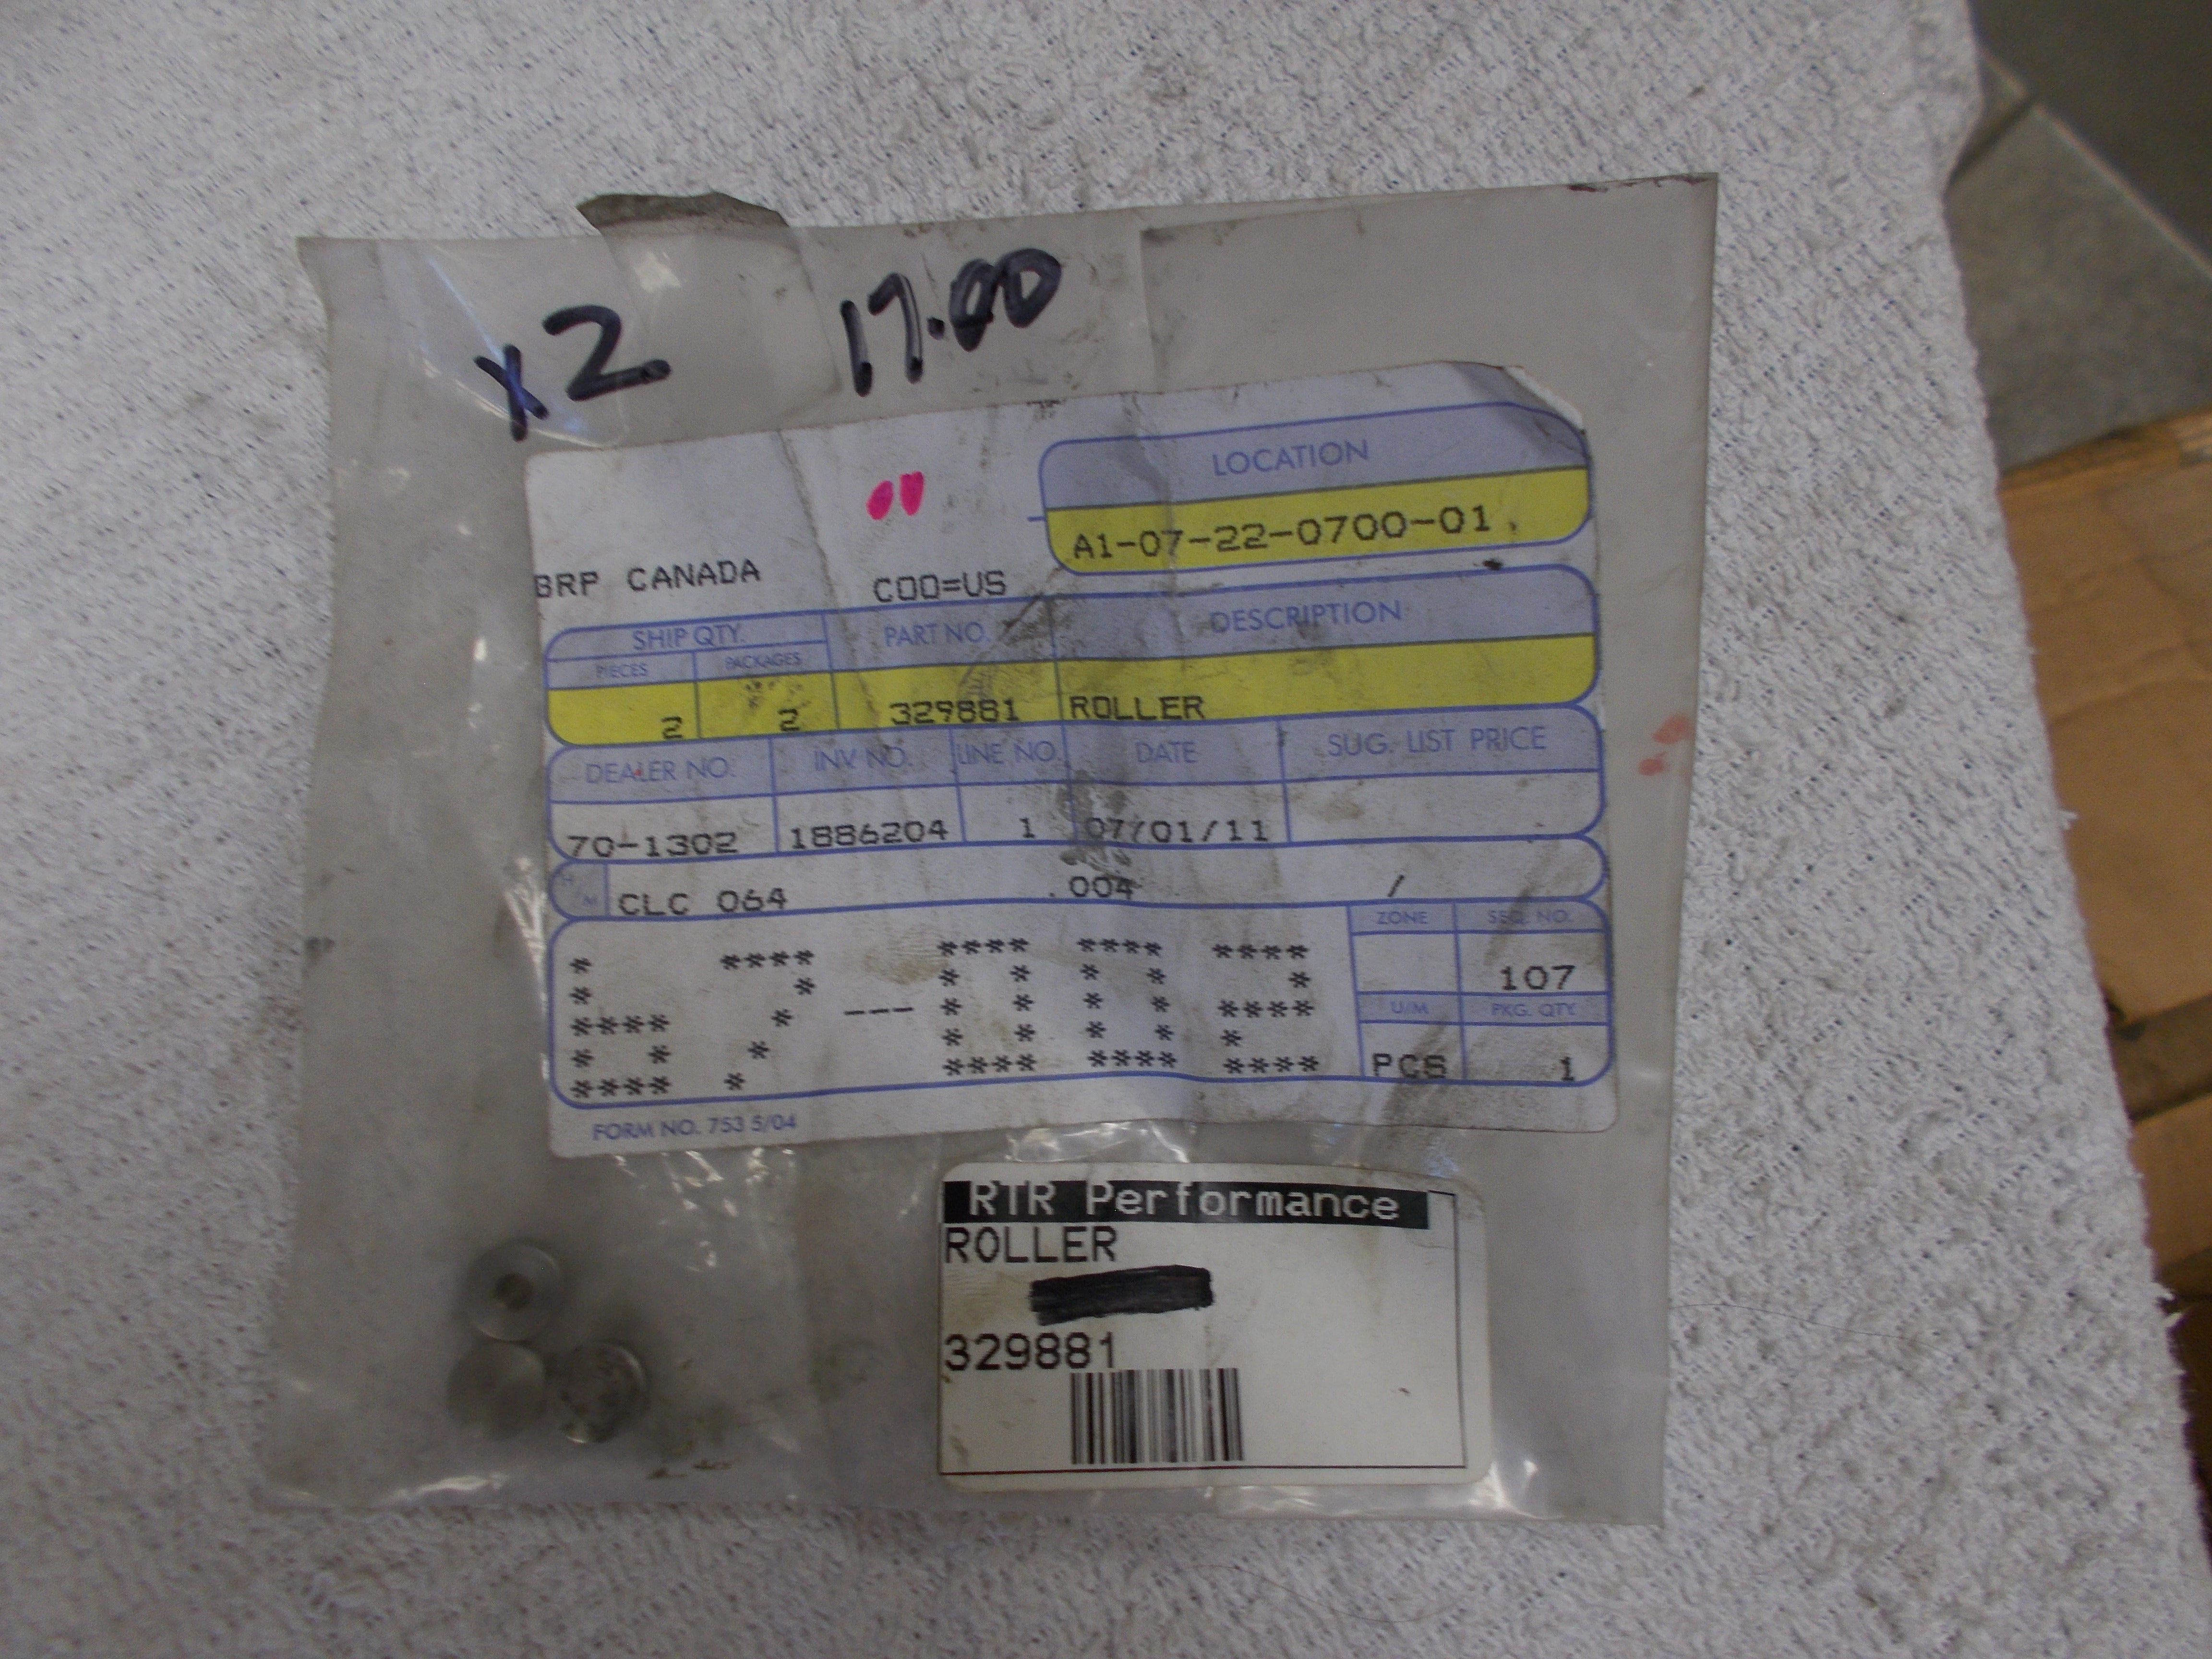 x2 17.00
LOCATION
A1-07-22-0700-01
BRP CANADA COO=US
SHIP QTY. PART NO. DESCRIPTION
PIECES PACKAGES
2 2 329881 ROLLER
DEALER NO. INV NO. LINE NO. DATE SUG. LIST PRICE
70-1302 1886204 1 07/01/11
H/M CLC 064 .004 /
67---002
ZONE SEQ. NO.
107
U/M PKG. QTY.
PCS 1
FORM NO. 753 5/04
RTR Performance
ROLLER
329881